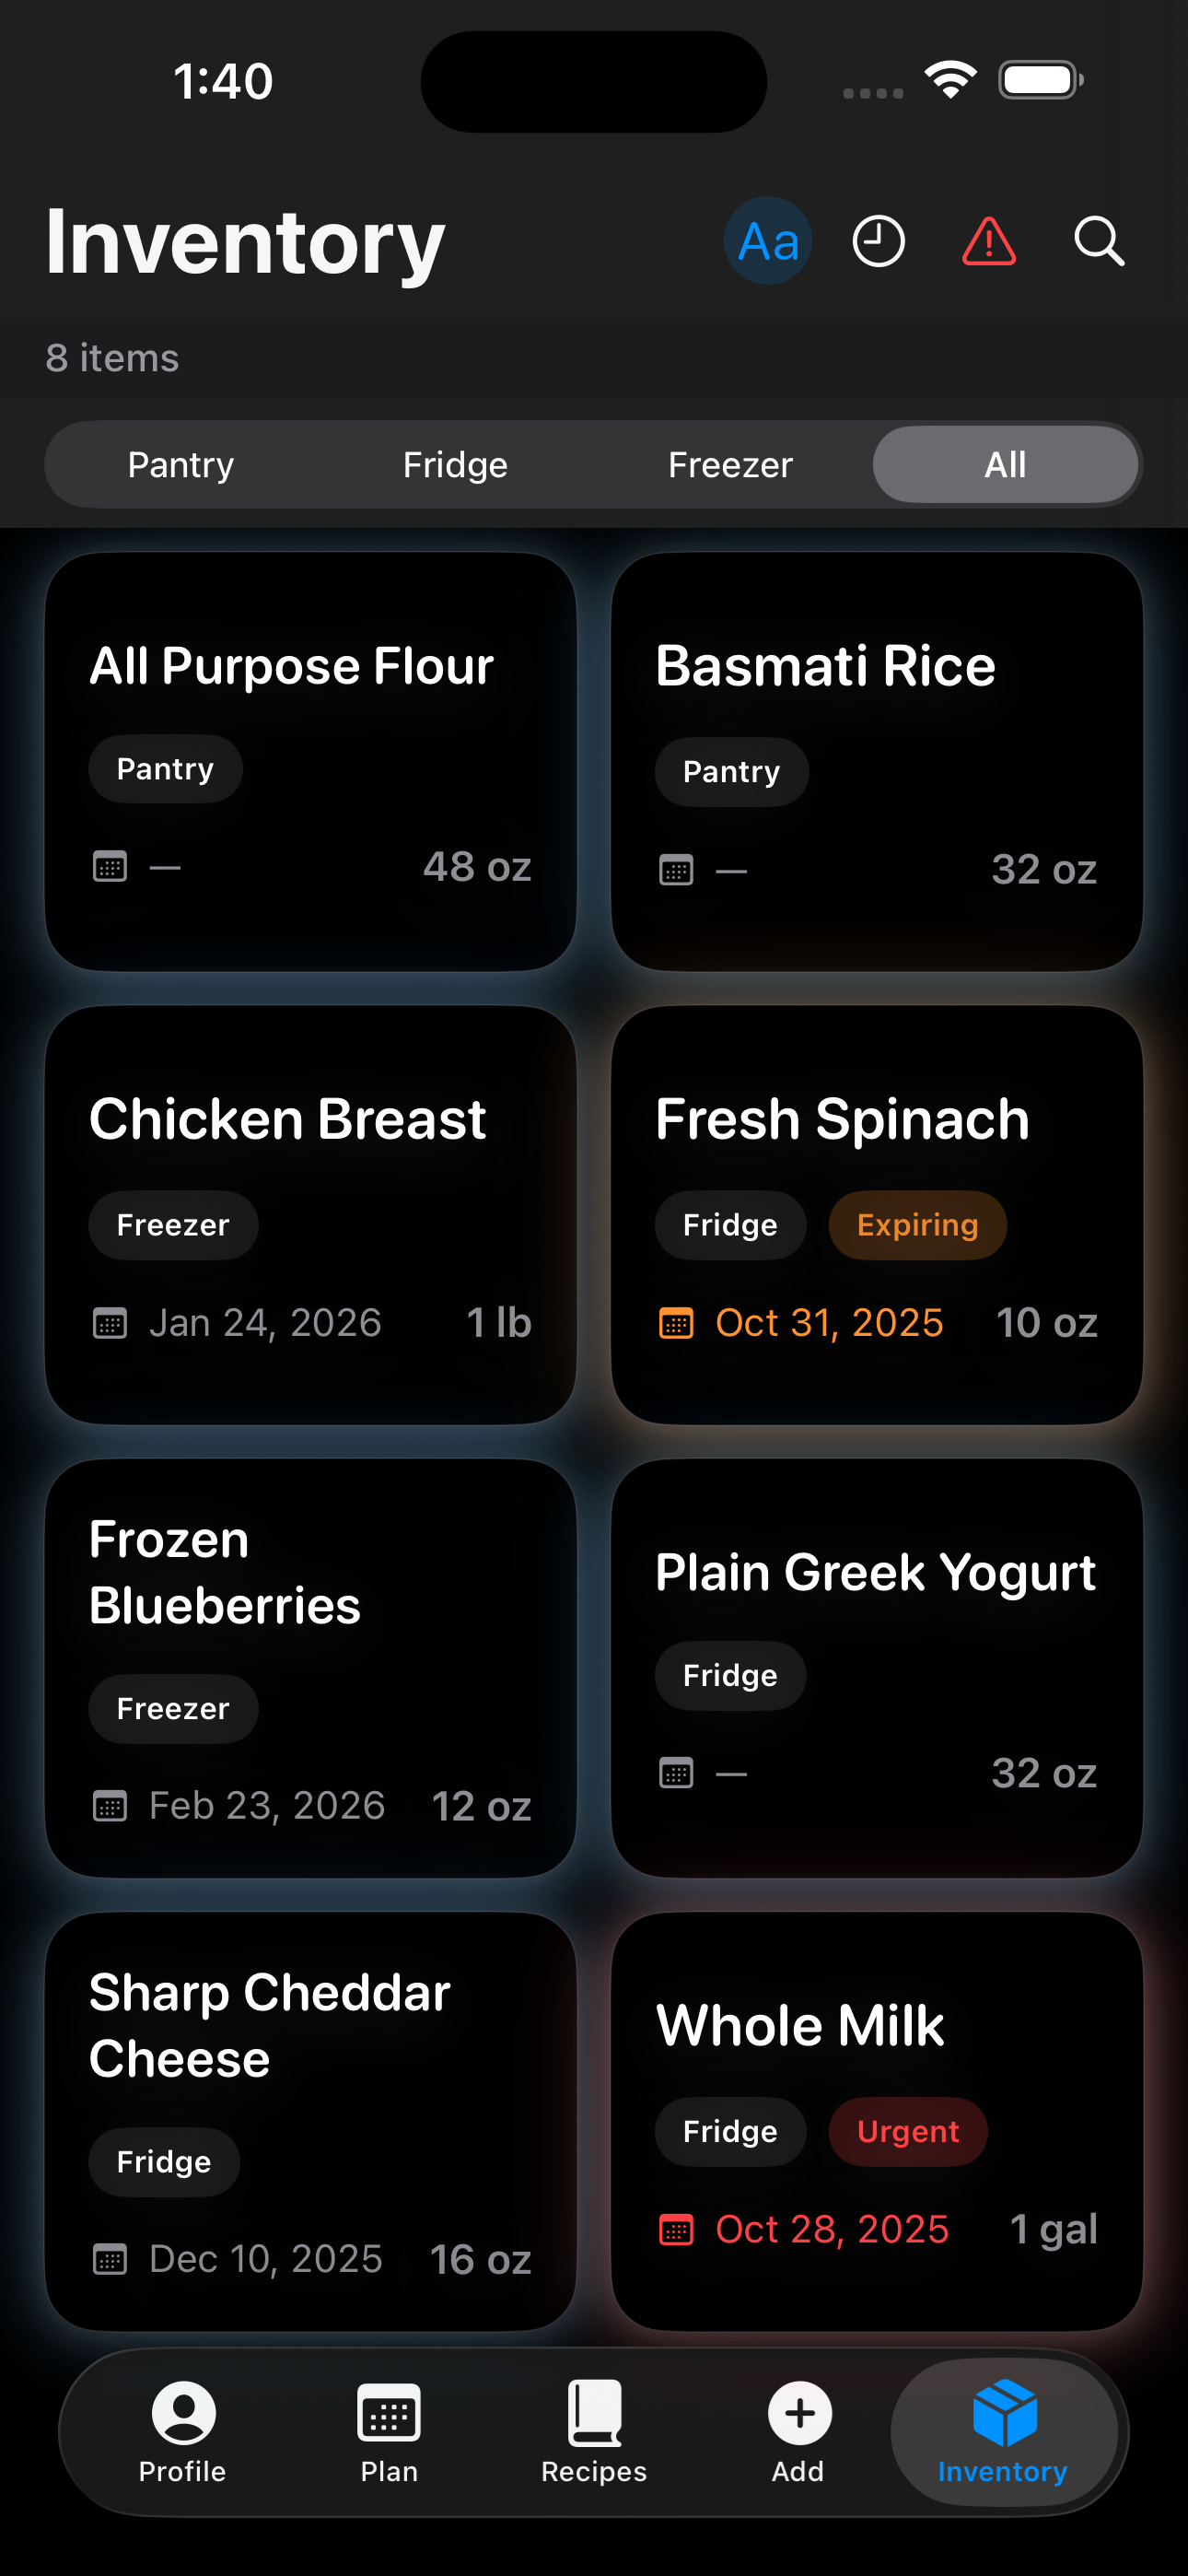 1:40
Inventory
Aa
8 items
Pantry Fridge Freezer All
All Purpose Flour
Pantry
— 48 oz
Basmati Rice
Pantry
— 32 oz
Chicken Breast
Freezer
Jan 24, 2026 1 lb
Fresh Spinach
Fridge Expiring
Oct 31, 2025 10 oz
Frozen
Blueberries
Freezer
Feb 23, 2026 12 oz
Plain Greek Yogurt
Fridge
— 32 oz
Sharp Cheddar
Cheese
Fridge
Dec 10, 2025 16 oz
Whole Milk
Fridge Urgent
Oct 28, 2025 1 gal
Profile Plan Recipes Add Inventory